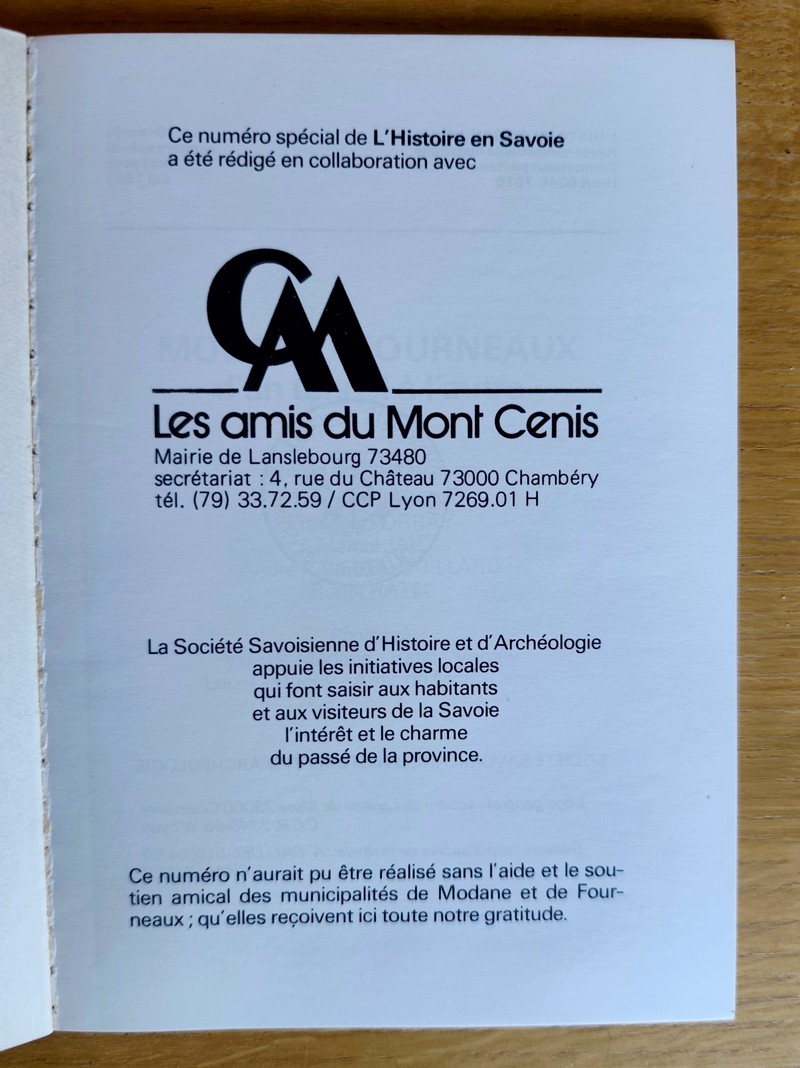 Ce numéro spécial de L'Histoire en Savoie
a été rédigé en collaboration avec
CAM
Les amis du Mont Cenis
Mairie de Lanslebourg 73480
secrétariat : 4, rue du Château 73000 Chambéry
tél. (79) 33.72.59 / CCP Lyon 7269.01 H
La Société Savoisienne d'Histoire et d'Archéologie
appuie les initiatives locales
qui font saisir aux habitants
et aux visiteurs de la Savoie
l'intérêt et le charme
du passé de la province.
Ce numéro n'aurait pu être réalisé sans l'aide et le sou-
tien amical des municipalités de Modane et de Four-
neaux ; qu'elles reçoivent ici toute notre gratitude.